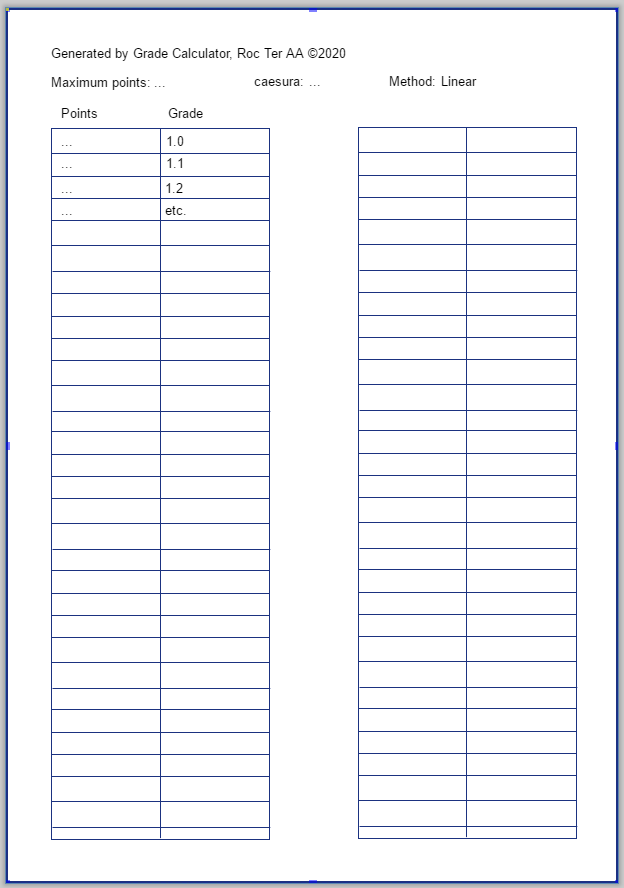 Generated by Grade Calculator, Roc Ter AA ©2020
Maximum points: ... caesura: ... Method: Linear
Points Grade
... 1.0
... 1.1
... 1.2
... etc.